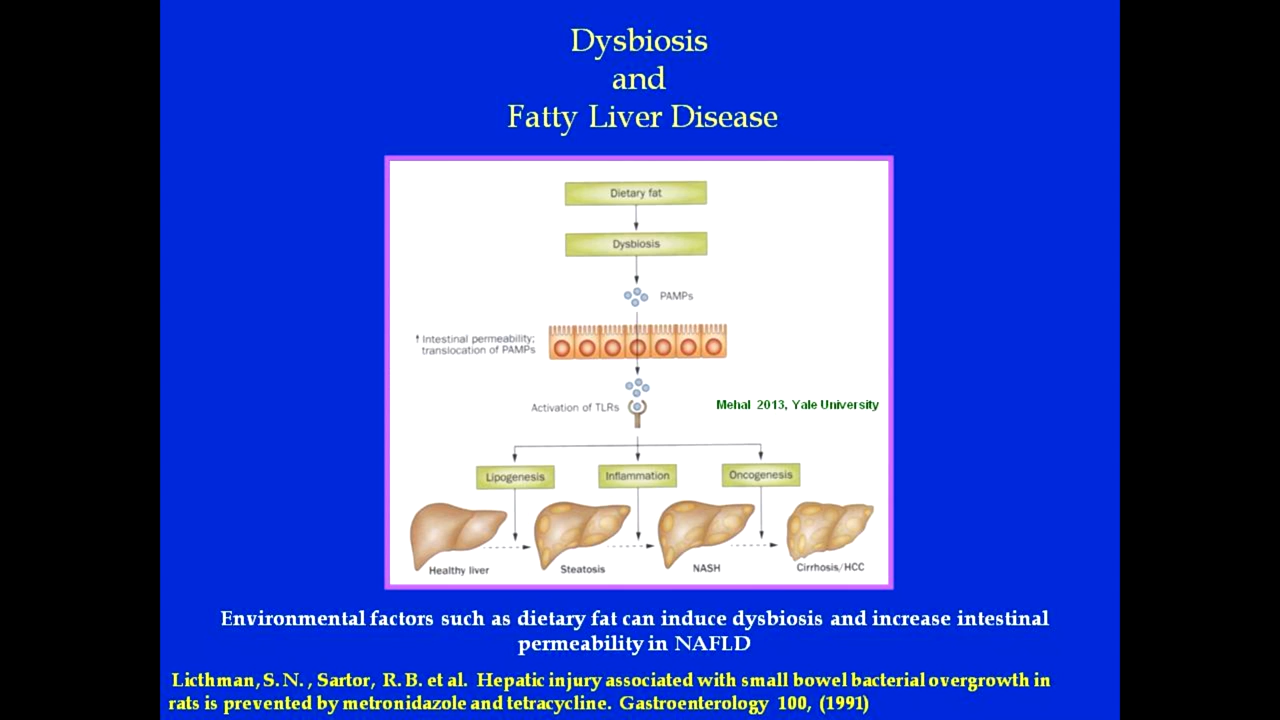 Dysbiosis
and
Fatty Liver Disease
Dietary fat
Dysbiosis
PAMPs
↑ Intestinal permeability;
translocation of PAMPs
Activation of TLRs
Mehal 2013, Yale University
Lipogenesis
Inflammation
Oncogenesis
Healthy liver
Steatosis
NASH
Cirrhosis/HCC
Environmental factors such as dietary fat can induce dysbiosis and increase intestinal
permeability in NAFLD
Licthman, S. N. , Sartor, R. B. et al. Hepatic injury associated with small bowel bacterial overgrowth in
rats is prevented by metronidazole and tetracycline. Gastroenterology 100, (1991)